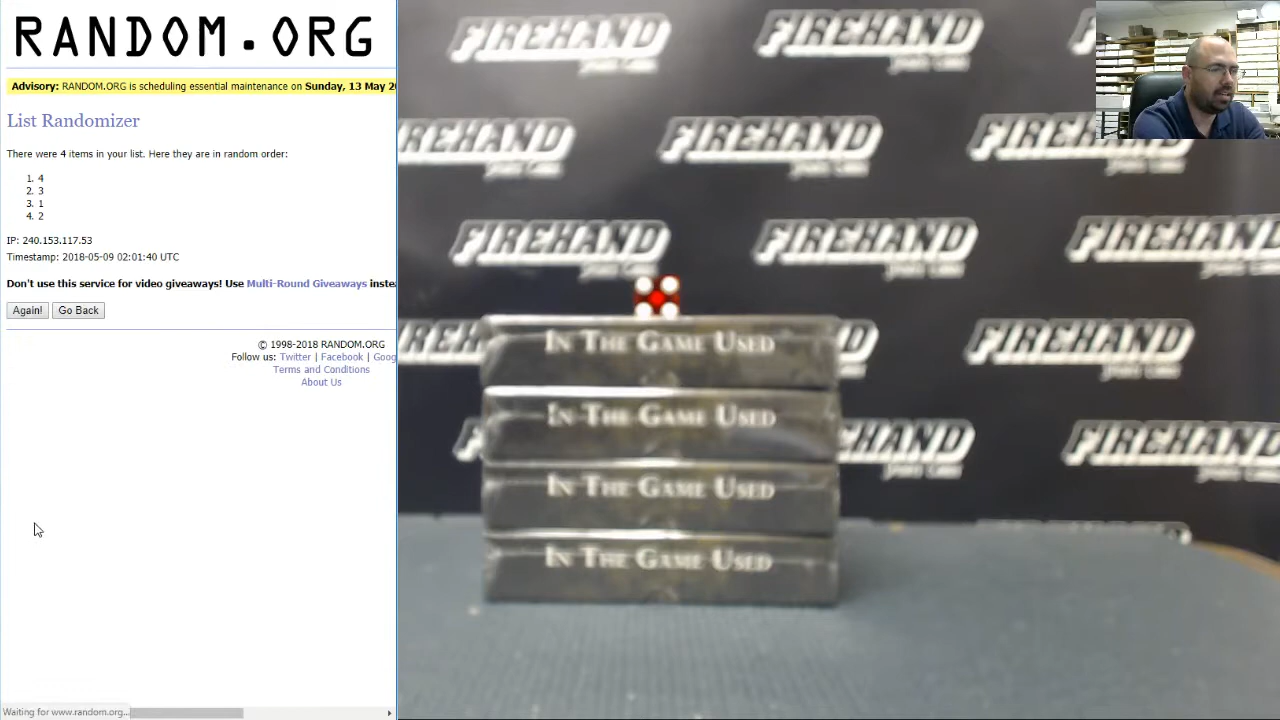 RANDOM.ORG
Advisory: RANDOM.ORG is scheduling essential maintenance on Sunday, 13 May 20
List Randomizer
There were 4 items in your list. Here they are in random order:
1. 4
2. 3
3. 1
4. 2
IP: 240.153.117.53
Timestamp: 2018-05-09 02:01:40 UTC
Don't use this service for video giveaways! Use Multi-Round Giveaways inste
Again! Go Back
© 1998-2018 RANDOM.ORG
Follow us: Twitter | Facebook | Goog
Terms and Conditions
About Us
Waiting for www.random.org...
FIREHAND FIREHAND
FIREHAND FIREHAND FIREHAND
FIREHAND FIREHAND FIREHAND
FIREHAND FIREHAND
FIREHAND FIREHAND
IN THE GAME USED
IN THE GAME USED
IN THE GAME USED
IN THE GAME USED